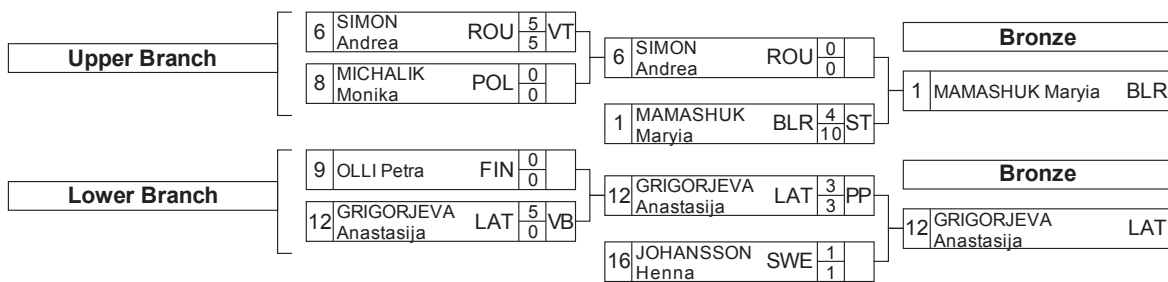 Upper Branch
6 SIMON Andrea ROU 5 5 VT
8 MICHALIK Monika POL 0 0
6 SIMON Andrea ROU 0 0
1 MAMASHUK Maryia BLR 4 10 ST
Bronze
1 MAMASHUK Maryia BLR
Lower Branch
9 OLLI Petra FIN 0 0
12 GRIGORJEVA Anastasija LAT 5 0 VB
12 GRIGORJEVA Anastasija LAT 3 3 PP
16 JOHANSSON Henna SWE 1 1
Bronze
12 GRIGORJEVA Anastasija LAT